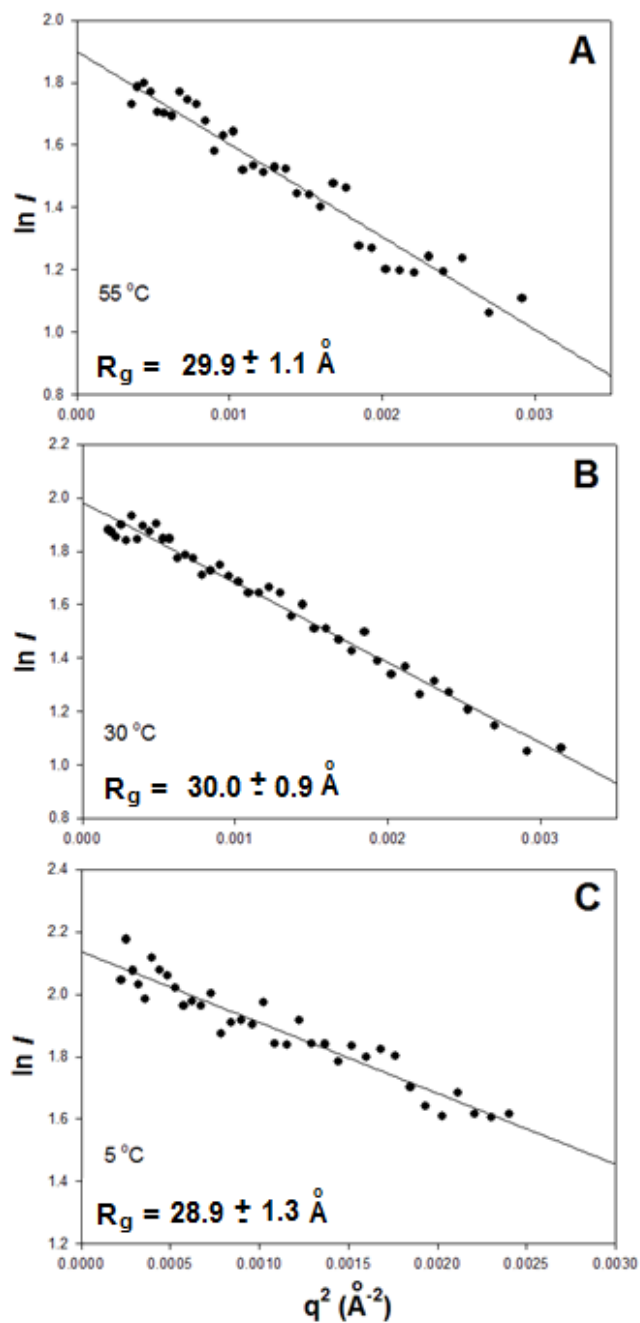 A
2.0
1.8
1.6
1.4
1.2
1.0
0.8
ln I
55 °C
Rg = 29.9 ± 1.1 Å
0.000 0.001 0.002 0.003
B
2.2
2.0
1.8
1.6
1.4
1.2
1.0
0.8
ln I
30 °C
Rg = 30.0 ± 0.9 Å
0.000 0.001 0.002 0.003
C
2.4
2.2
2.0
1.8
1.6
1.4
1.2
ln I
5 °C
Rg = 28.9 ± 1.3 Å
0.0000 0.0005 0.0010 0.0015 0.0020 0.0025 0.0030
q² (Å⁻²)